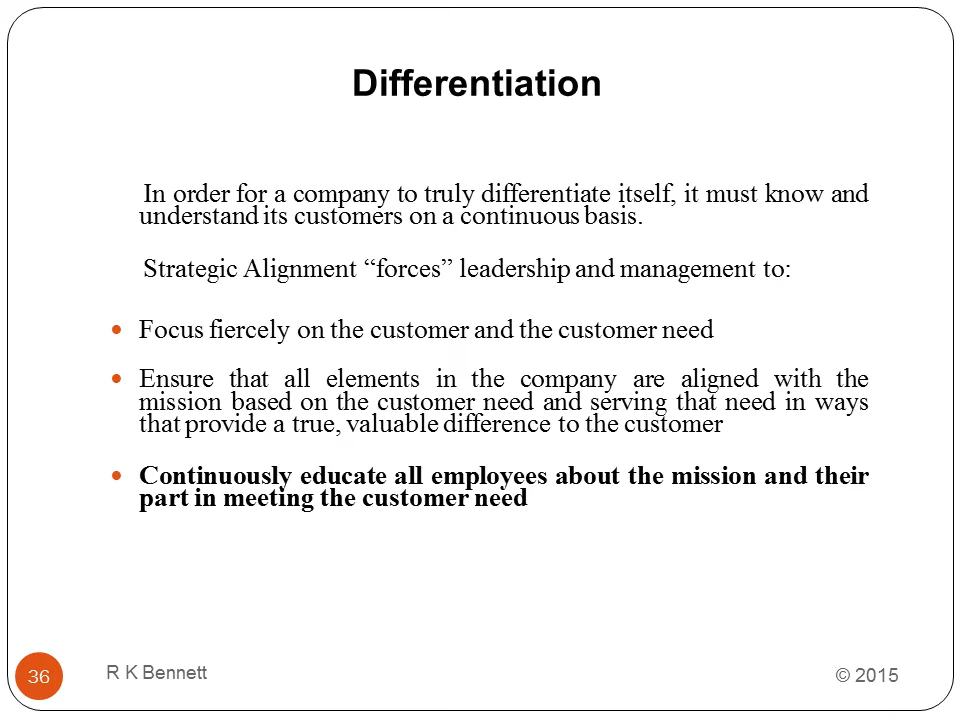 Differentiation
In order for a company to truly differentiate itself, it must know and
understand its customers on a continuous basis.
Strategic Alignment “forces” leadership and management to:
• Focus fiercely on the customer and the customer need
• Ensure that all elements in the company are aligned with the
mission based on the customer need and serving that need in ways
that provide a true, valuable difference to the customer
• Continuously educate all employees about the mission and their
part in meeting the customer need
36
R K Bennett
© 2015